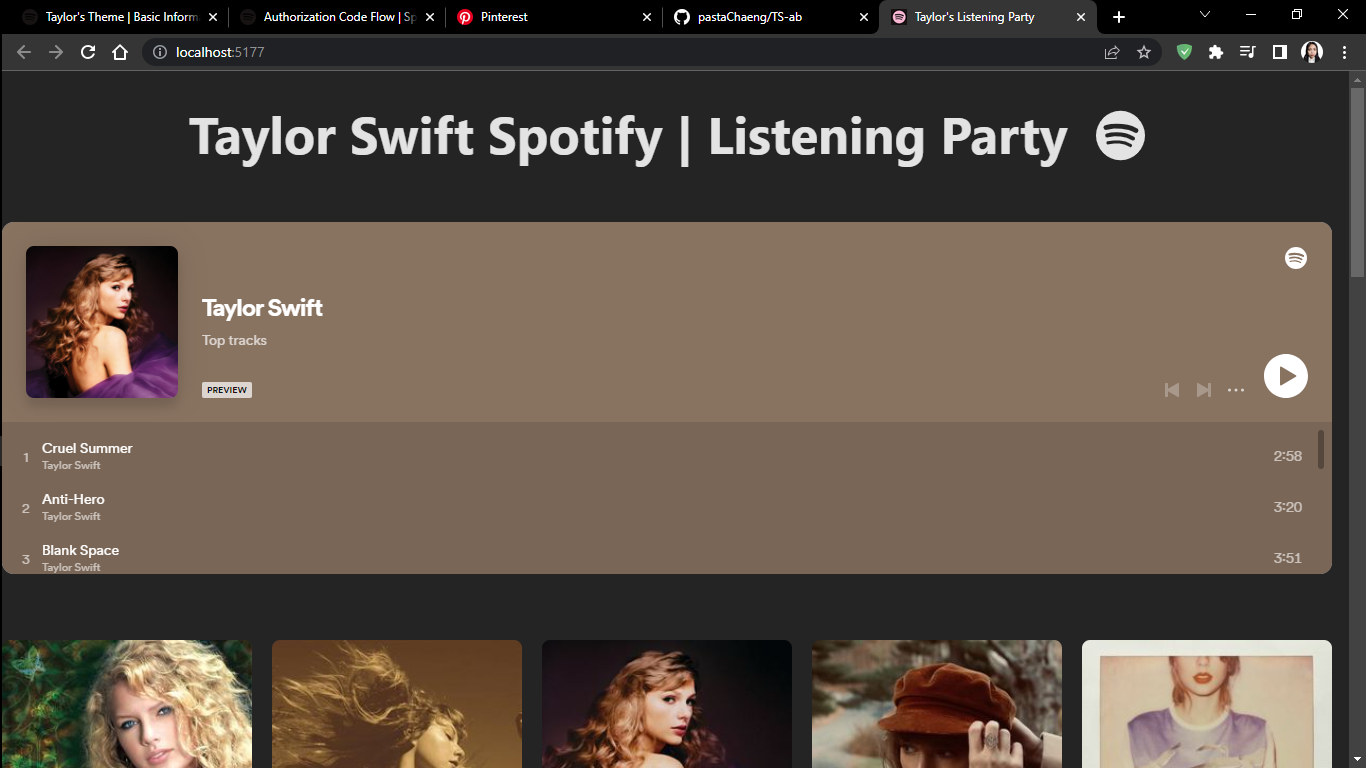 Taylor's Theme | Basic Inform
Authorization Code Flow | Sp
Pinterest
pastaChaeng/TS-ab
Taylor's Listening Party
localhost:5177
Taylor Swift Spotify | Listening Party
Taylor Swift
Top tracks
PREVIEW
1 Cruel Summer 2:58
Taylor Swift
2 Anti-Hero 3:20
Taylor Swift
3 Blank Space 3:51
Taylor Swift